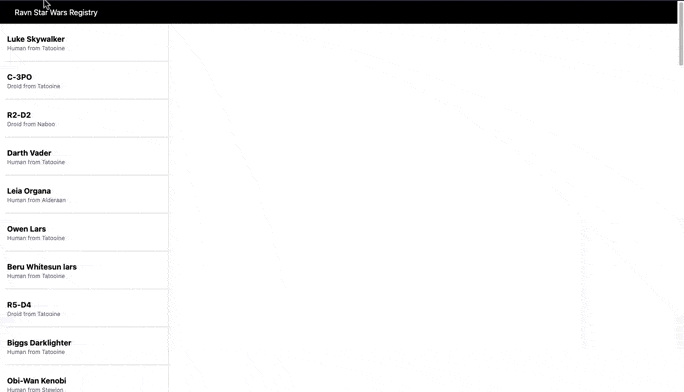 Ravn Star Wars Registry
Luke Skywalker
Human from Tatooine
C-3PO
Droid from Tatooine
R2-D2
Droid from Naboo
Darth Vader
Human from Tatooine
Leia Organa
Human from Alderaan
Owen Lars
Human from Tatooine
Beru Whitesun lars
Human from Tatooine
R5-D4
Droid from Tatooine
Biggs Darklighter
Human from Tatooine
Obi-Wan Kenobi
Human from Stewjon